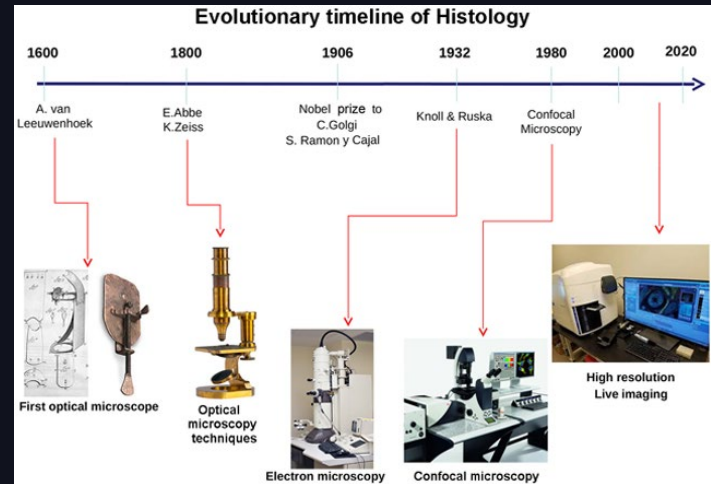 Evolutionary timeline of Histology
1600
1800
1906
1932
1980
2000
2020
A. van
Leeuwenhoek
E.Abbe
K.Zeiss
Nobel prize to
C.Golgi
S. Ramon y Cajal
Knoll & Ruska
Confocal
Microscopy
First optical microscope
Optical
microscopy
techniques
Electron microscopy
Confocal microscopy
High resolution
Live imaging